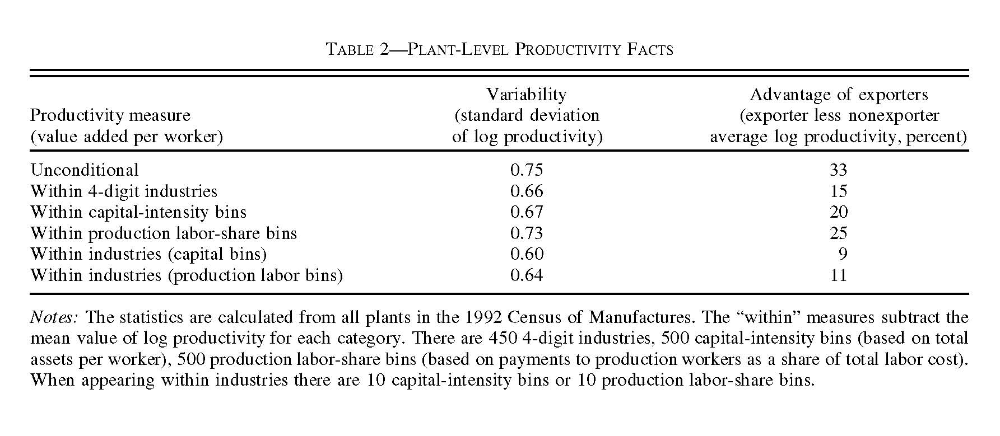 TABLE 2—PLANT-LEVEL PRODUCTIVITY FACTS
Productivity measure
(value added per worker)
Variability
(standard deviation
of log productivity)
Advantage of exporters
(exporter less nonexporter
average log productivity, percent)
Unconditional 0.75 33
Within 4-digit industries 0.66 15
Within capital-intensity bins 0.67 20
Within production labor-share bins 0.73 25
Within industries (capital bins) 0.60 9
Within industries (production labor bins) 0.64 11
Notes: The statistics are calculated from all plants in the 1992 Census of Manufactures. The “within” measures subtract the
mean value of log productivity for each category. There are 450 4-digit industries, 500 capital-intensity bins (based on total
assets per worker), 500 production labor-share bins (based on payments to production workers as a share of total labor cost).
When appearing within industries there are 10 capital-intensity bins or 10 production labor-share bins.